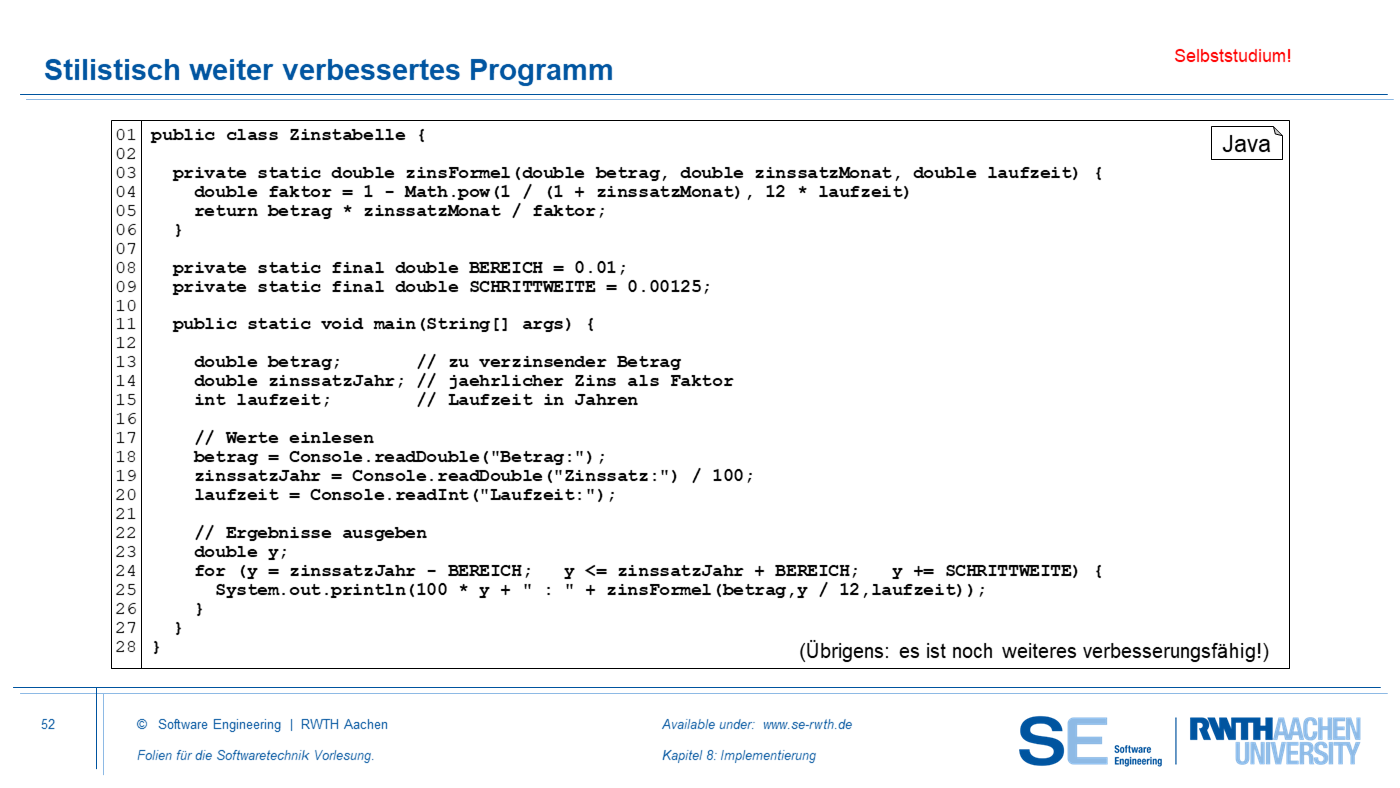 Stilistisch weiter verbessertes Programm
Selbststudium!
Java
01 public class Zinstabelle {
02
03   private static double zinsFormel(double betrag, double zinssatzMonat, double laufzeit) {
04     double faktor = 1 - Math.pow(1 / (1 + zinssatzMonat), 12 * laufzeit)
05     return betrag * zinssatzMonat / faktor;
06   }
07
08   private static final double BEREICH = 0.01;
09   private static final double SCHRITTWEITE = 0.00125;
10
11   public static void main(String[] args) {
12
13     double betrag;       // zu verzinsender Betrag
14     double zinssatzJahr; // jaehrlicher Zins als Faktor
15     int laufzeit;        // Laufzeit in Jahren
16
17     // Werte einlesen
18     betrag = Console.readDouble("Betrag:");
19     zinssatzJahr = Console.readDouble("Zinssatz:") / 100;
20     laufzeit = Console.readInt("Laufzeit:");
21
22     // Ergebnisse ausgeben
23     double y;
24     for (y = zinssatzJahr - BEREICH;   y <= zinssatzJahr + BEREICH;   y += SCHRITTWEITE) {
25       System.out.println(100 * y + " : " + zinsFormel(betrag,y / 12,laufzeit));
26     }
27   }
28 }
(Übrigens: es ist noch weiteres verbesserungsfähig!)
52
© Software Engineering | RWTH Aachen
Folien für die Softwaretechnik Vorlesung.
Available under: www.se-rwth.de
Kapitel 8: Implementierung
SE Software
Engineering
RWTHAACHEN
UNIVERSITY